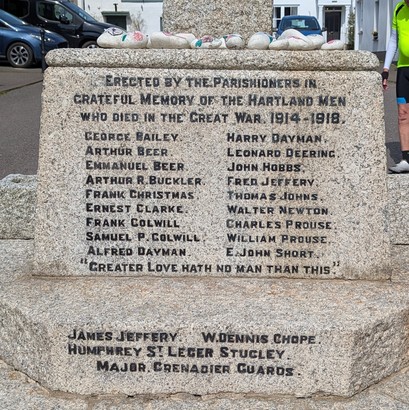 ERECTED BY THE PARISHIONERS IN
GRATEFUL MEMORY OF THE HARTLAND MEN
WHO DIED IN THE GREAT WAR. 1914-1918.
GEORGE BAILEY. HARRY DAYMAN.
ARTHUR BEER. LEONARD DEERING.
EMMANUEL BEER. JOHN HOBBS.
ARTHUR R. BUCKLER. FRED JEFFERY.
FRANK CHRISTMAS THOMAS JOHNS.
ERNEST CLARKE. WALTER NEWTON.
FRANK COLWILL CHARLES PROUSE.
SAMUEL P. COLWILL. WILLIAM PROUSE.
ALFRED DAYMAN. E. JOHN SHORT.
"GREATER LOVE HATH NO MAN THAN THIS".
JAMES JEFFERY. W. DENNIS CHOPE.
HUMPHREY ST LEGER STUCLEY.
MAJOR. GRENADIER GUARDS.